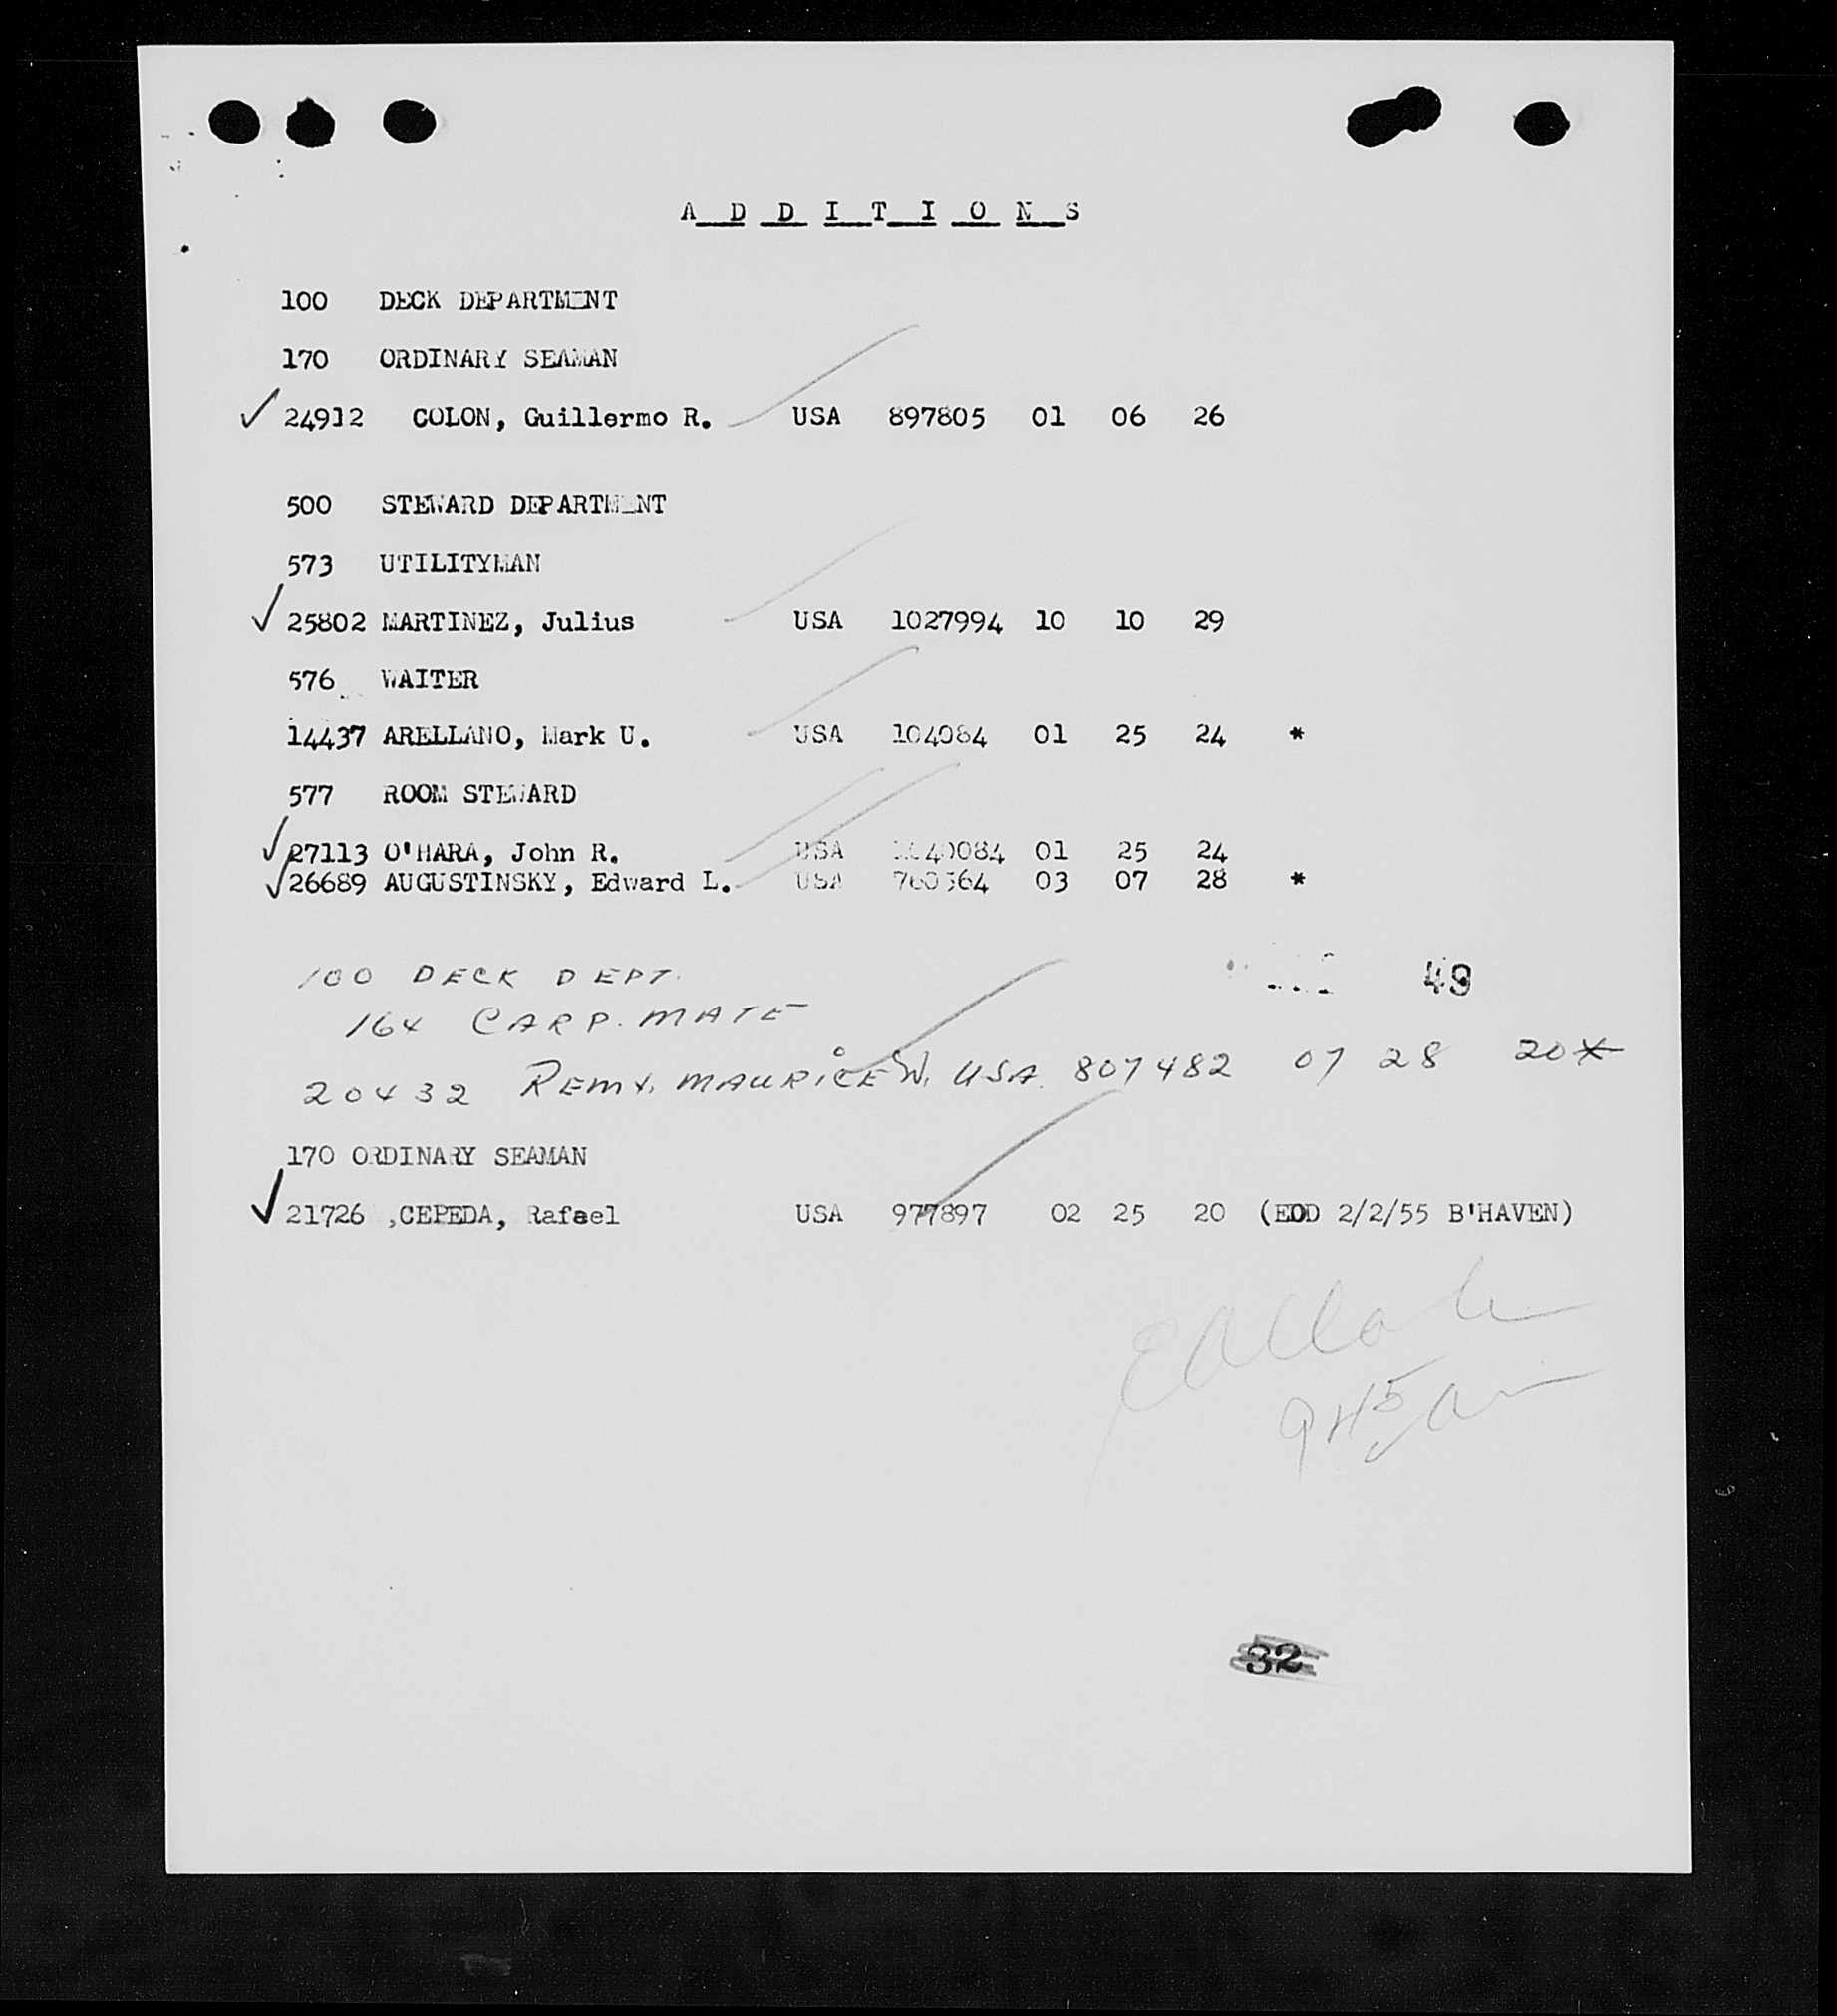 A D D I T I O N S
100 DECK DEPARTMENT
170 ORDINARY SEAMAN
24912 COLON, Guillermo R. USA 897805 01 06 26
500 STEWARD DEPARTMENT
573 UTILITYMAN
25802 MARTINEZ, Julius USA 1027994 10 10 29
576 WAITER
14437 ARELLANO, Mark U. USA 104084 01 25 24 *
577 ROOM STEWARD
27113 O'HARA, John R. USA 01 25 24
26689 AUGUSTINSKY, Edward L. USA 01 03 07 28 *
49
100 DECK DEPT.
164 CARP. MATE
20432 REMY, MAURICE W. USA. 807482 07 28 20*
170 ORDINARY SEAMAN
21726 ,CEPEDA, Rafael USA 977897 02 25 20 (EOD 2/2/55 B'HAVEN)
32